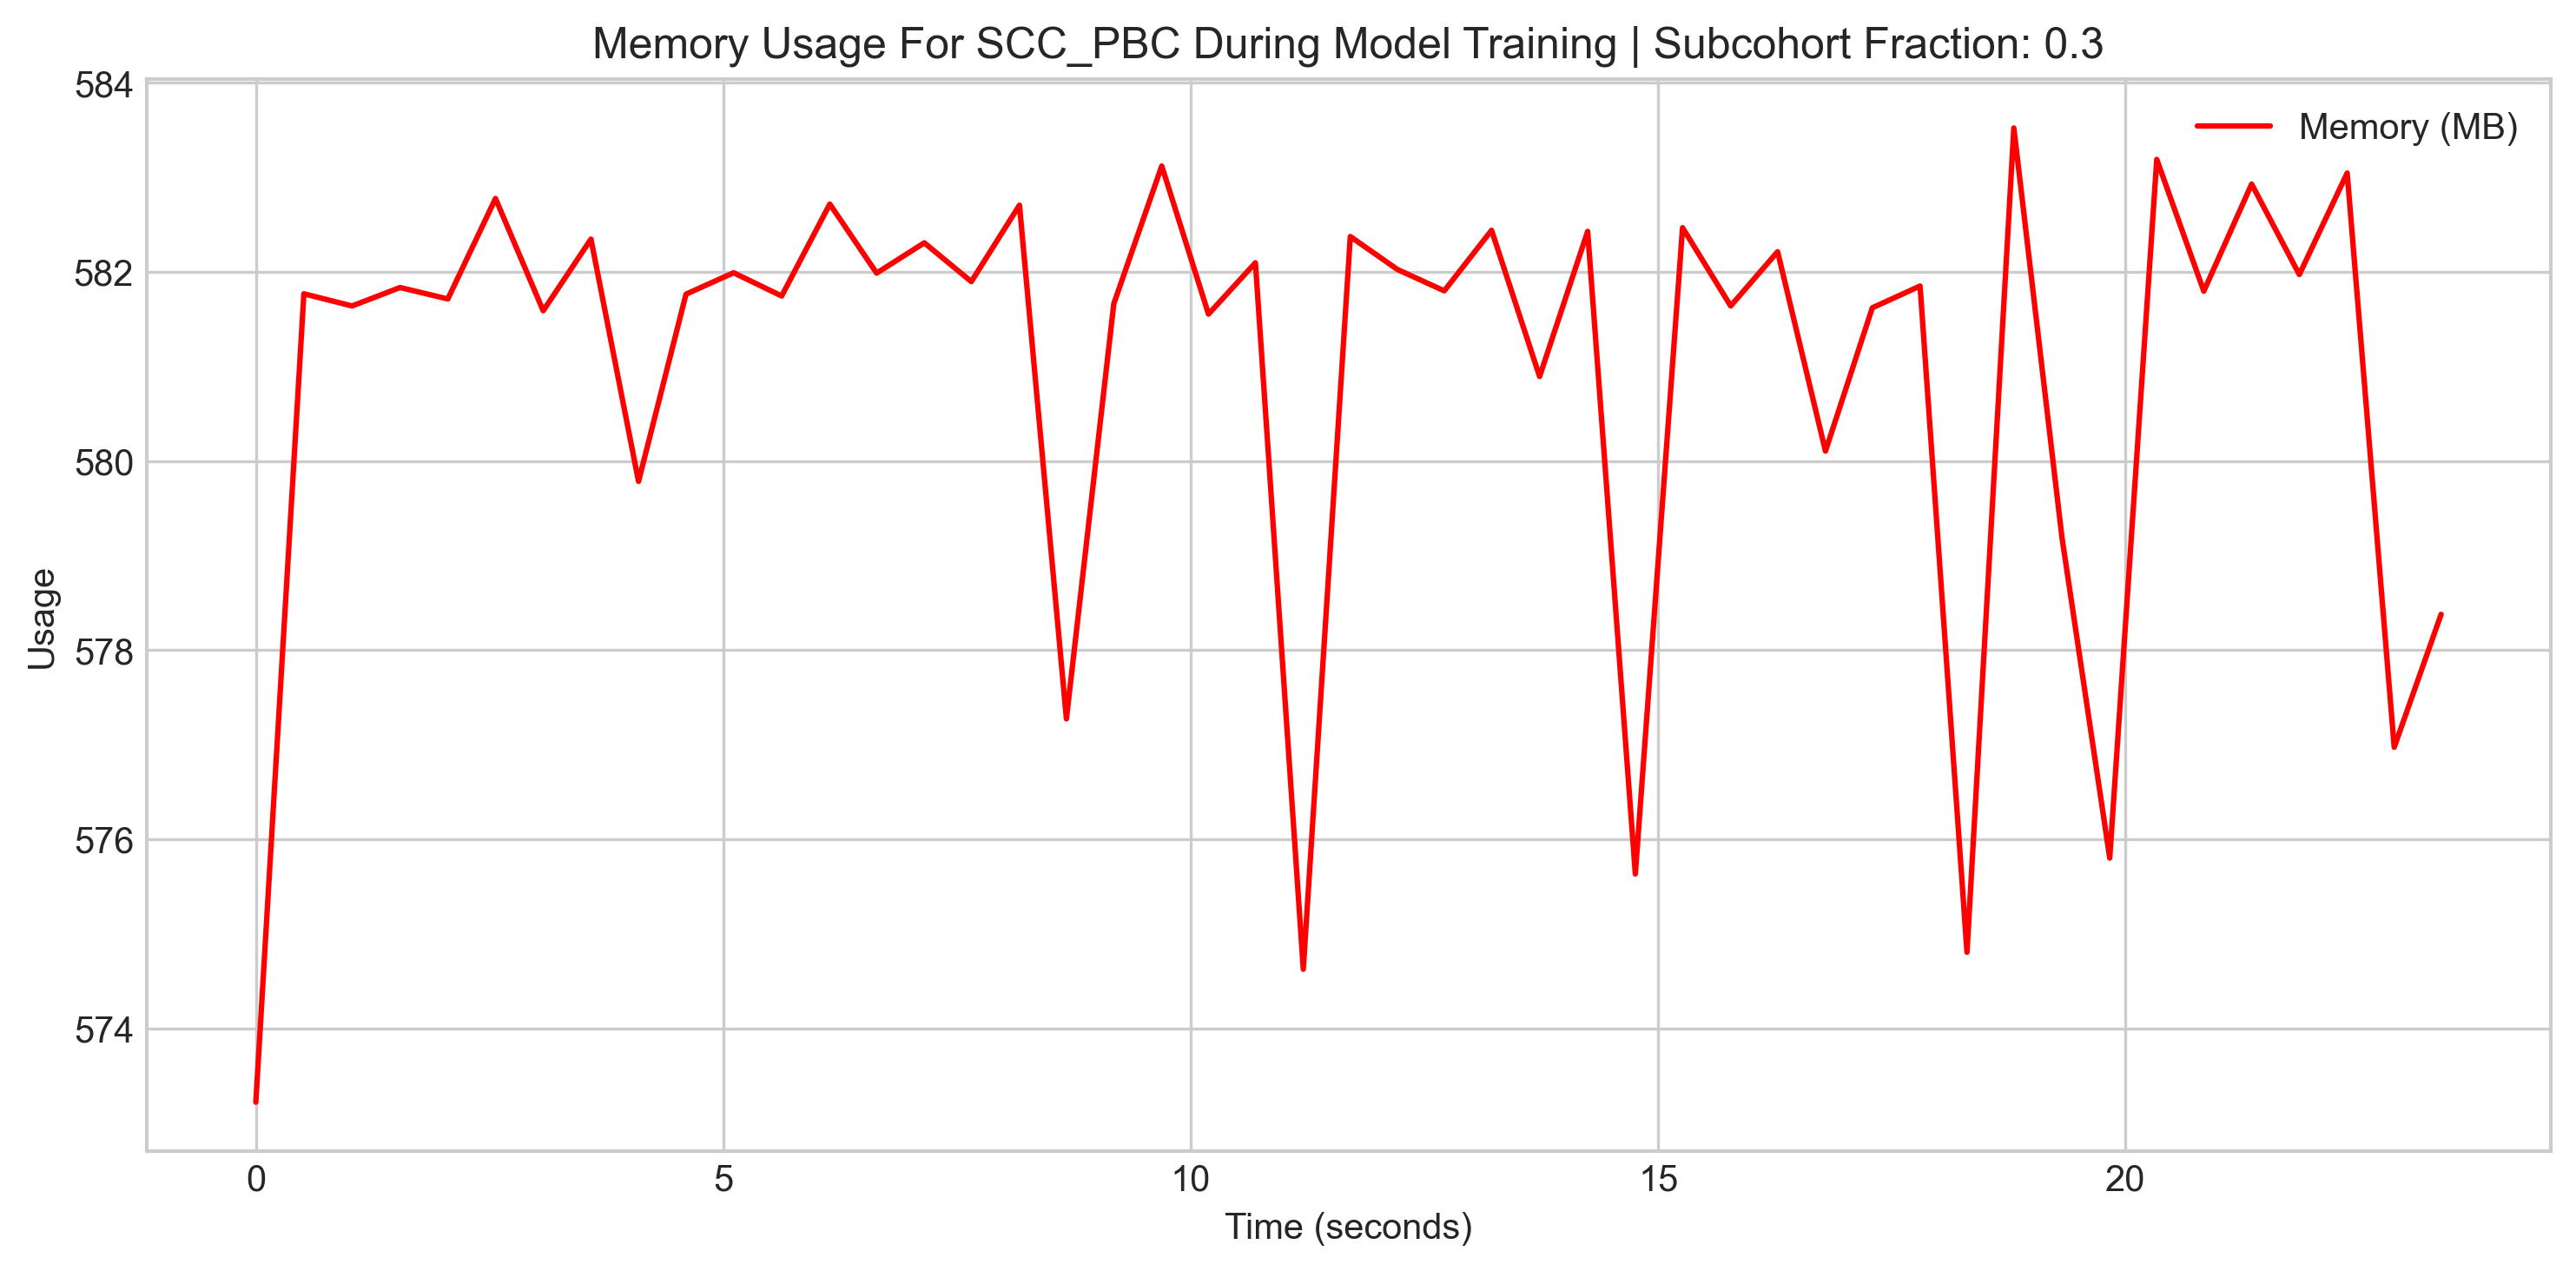 Memory Usage For SCC_PBC During Model Training | Subcohort Fraction: 0.3
Memory (MB)
584
582
580
578
576
574
Usage
0 5 10 15 20
Time (seconds)